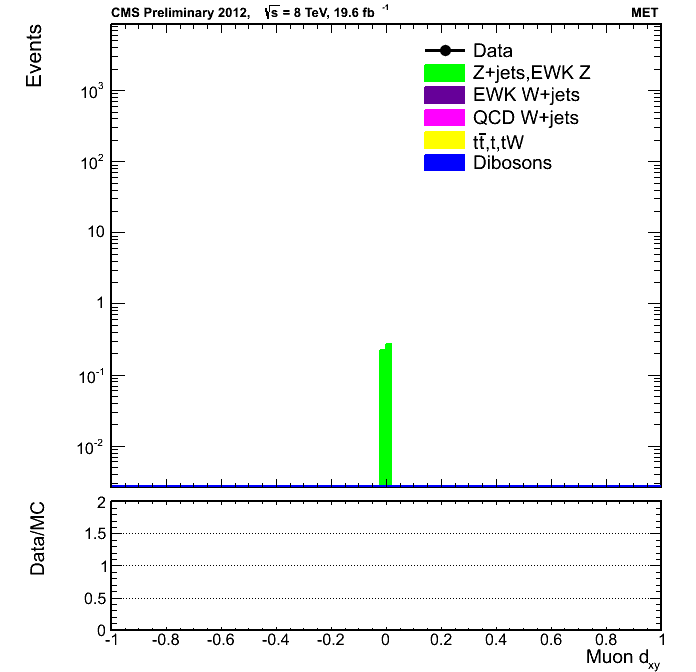 CMS Preliminary 2012, √s = 8 TeV, 19.6 fb⁻¹ MET
Events
Data
Z+jets,EWK Z
EWK W+jets
QCD W+jets
tt̅,t,tW
Dibosons
10³
10²
10
1
10⁻¹
10⁻²
Data/MC
2
1.5
1
0.5
0
-1 -0.8 -0.6 -0.4 -0.2 0 0.2 0.4 0.6 0.8 1
Muon d_xy